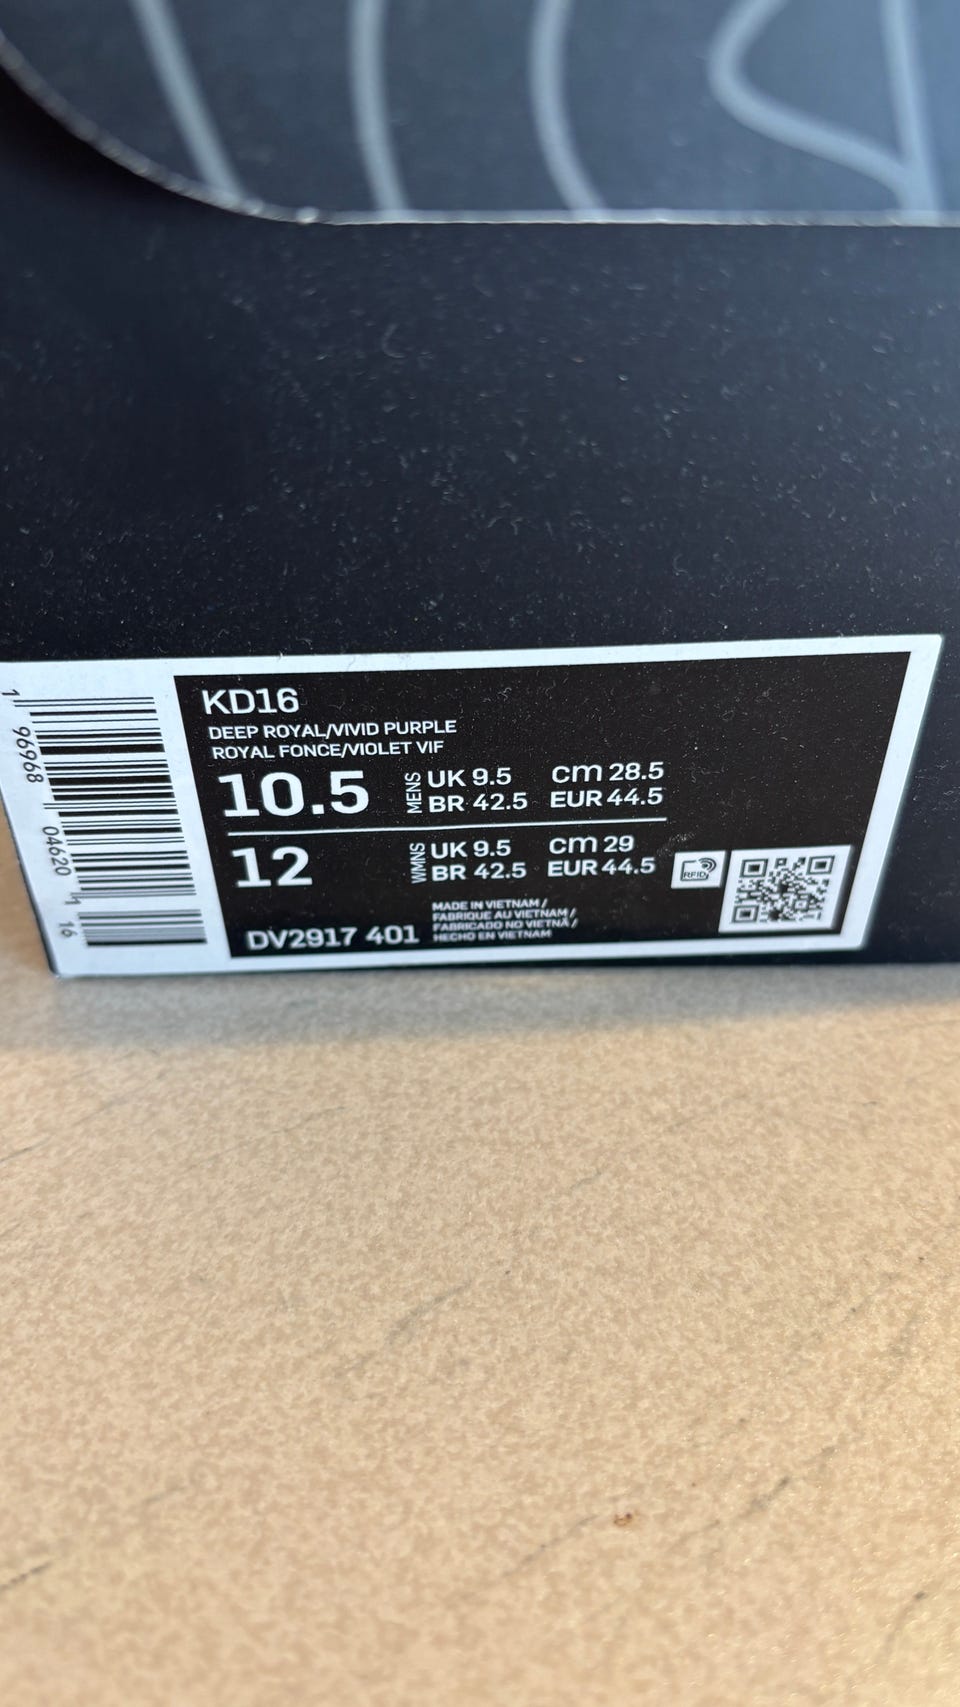 KD16
DEEP ROYAL/VIVID PURPLE
ROYAL FONCE/VIOLET VIF
10.5 MENS UK 9.5 cm 28.5
BR 42.5 EUR 44.5
12 WMNS UK 9.5 cm 29
BR 42.5 EUR 44.5
RFID
DV2917 401
MADE IN VIETNAM /
FABRIQUE AU VIETNAM /
FABRICADO NO VIETNÃ /
HECHO EN VIETNAM
1 96968 04620 1 16